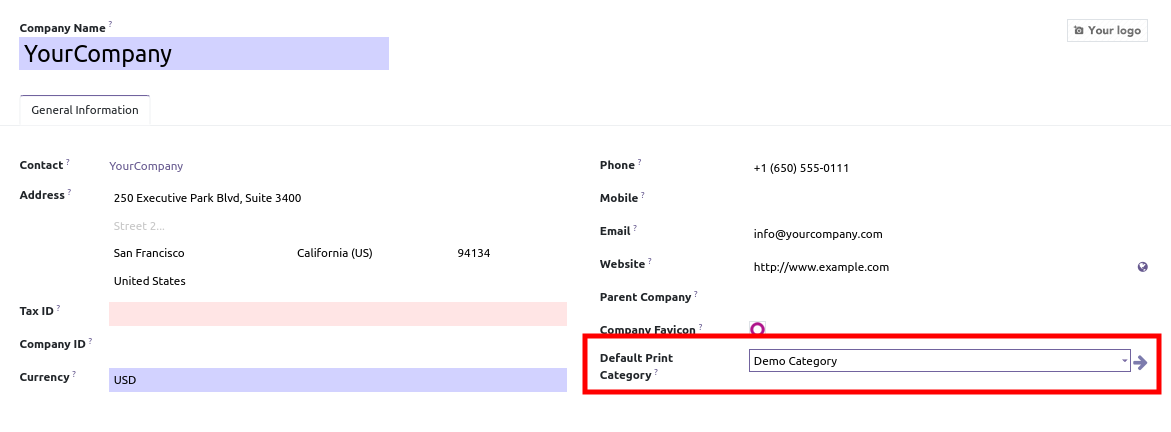 Company Name ?
Your logo
YourCompany
General Information
Contact ?
YourCompany
Address ?
250 Executive Park Blvd, Suite 3400
Street 2...
San Francisco California (US) 94134
United States
Tax ID ?
Company ID ?
Currency ?
USD
Phone ?
+1 (650) 555-0111
Mobile ?
Email ?
info@yourcompany.com
Website ?
http://www.example.com
Parent Company ?
Company Favicon ?
Default Print
Category ?
Demo Category